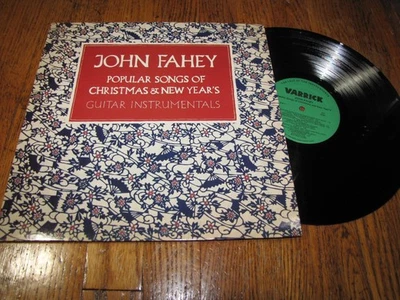 JOHN FAHEY
POPULAR SONGS OF
CHRISTMAS & NEW YEAR'S
GUITAR INSTRUMENTALS
VARRICK